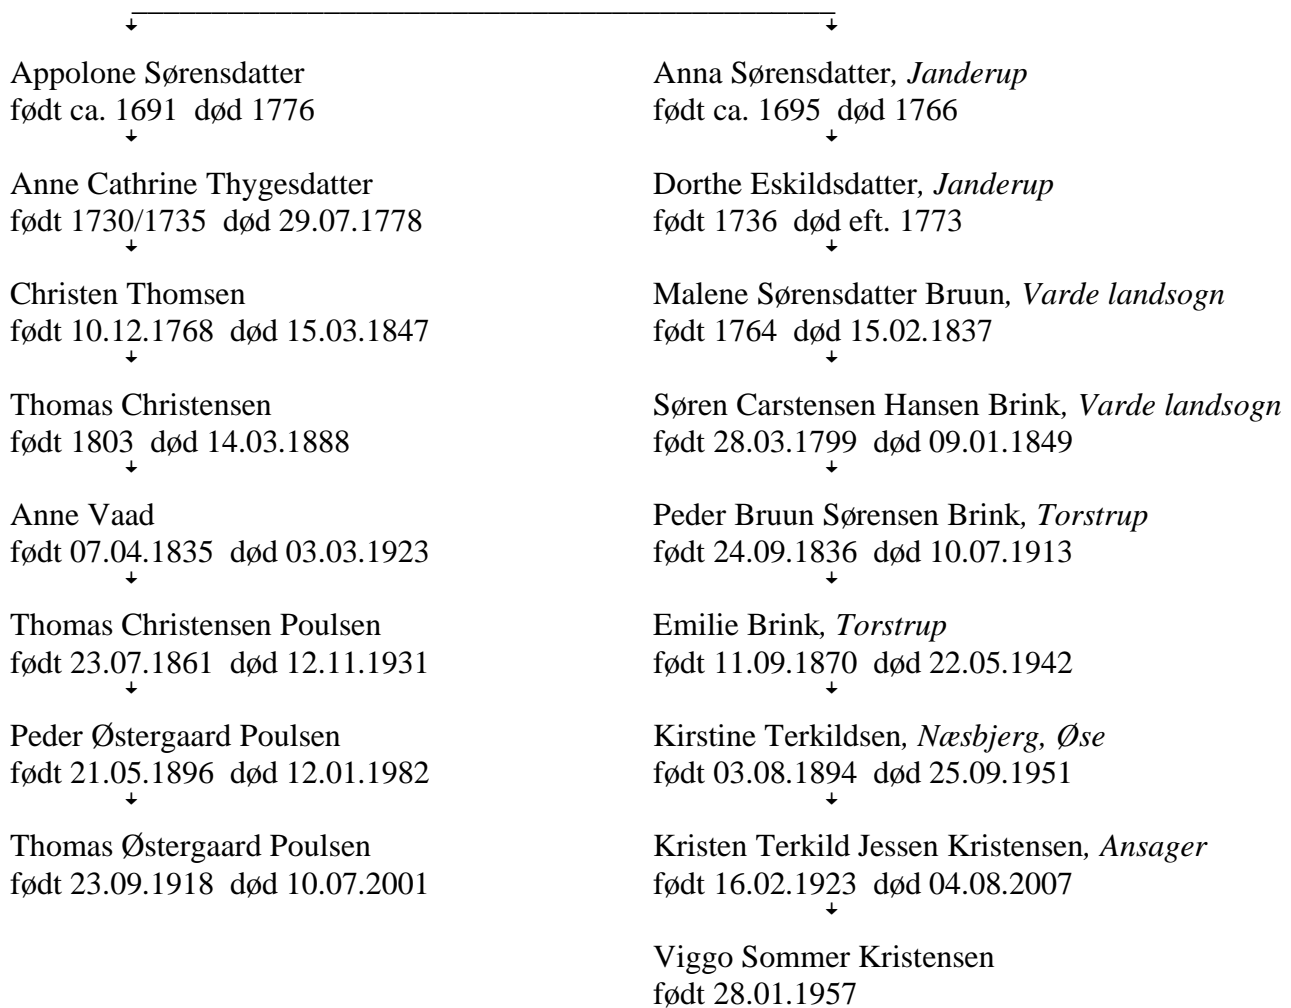 Appolone Sørensdatter
født ca. 1691 død 1776
Anne Cathrine Thygesdatter
født 1730/1735 død 29.07.1778
Christen Thomsen
født 10.12.1768 død 15.03.1847
Thomas Christensen
født 1803 død 14.03.1888
Anne Vaad
født 07.04.1835 død 03.03.1923
Thomas Christensen Poulsen
født 23.07.1861 død 12.11.1931
Peder Østergaard Poulsen
født 21.05.1896 død 12.01.1982
Thomas Østergaard Poulsen
født 23.09.1918 død 10.07.2001
Anna Sørensdatter, Janderup
født ca. 1695 død 1766
Dorthe Eskildsdatter, Janderup
født 1736 død eft. 1773
Malene Sørensdatter Bruun, Varde landsogn
født 1764 død 15.02.1837
Søren Carstensen Hansen Brink, Varde landsogn
født 28.03.1799 død 09.01.1849
Peder Bruun Sørensen Brink, Torstrup
født 24.09.1836 død 10.07.1913
Emilie Brink, Torstrup
født 11.09.1870 død 22.05.1942
Kirstine Terkildsen, Næsbjerg, Øse
født 03.08.1894 død 25.09.1951
Kristen Terkild Jessen Kristensen, Ansager
født 16.02.1923 død 04.08.2007
Viggo Sommer Kristensen
født 28.01.1957